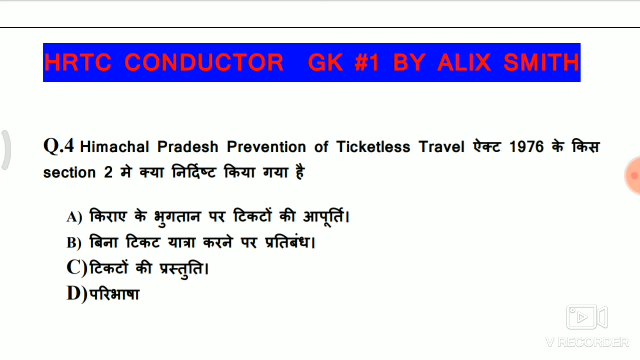 HRTC CONDUCTOR GK #1 BY ALIX SMITH
Q.4 Himachal Pradesh Prevention of Ticketless Travel ऐक्ट 1976 के किस
section 2 मे क्या निर्दिष्ट किया गया है
A) किराए के भुगतान पर टिकटों की आपूर्ति।
B) बिना टिकट यात्रा करने पर प्रतिबंध।
C)टिकटों की प्रस्तुति।
D)परिभाषा
V RECORDER